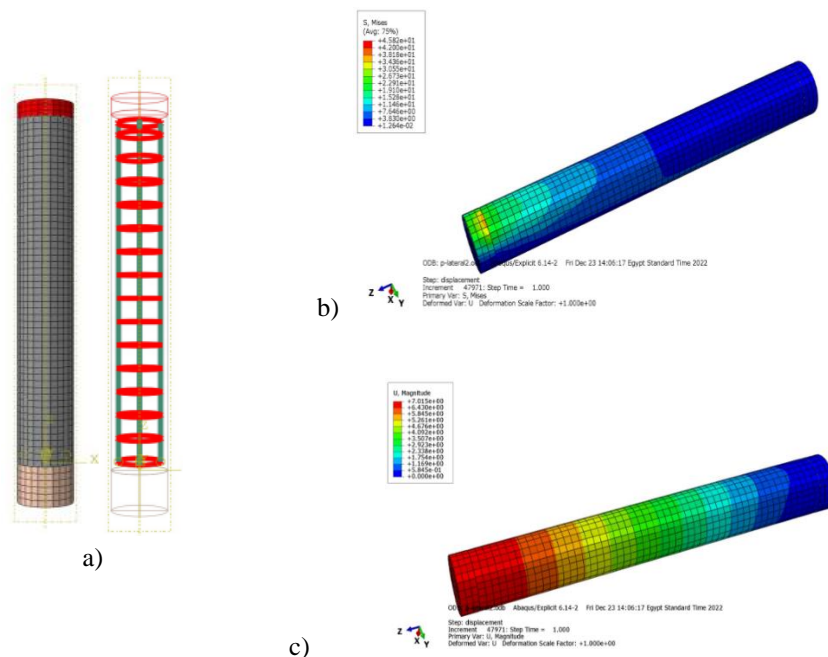 S, Mises
(Avg: 75%)
+4.582e+01
+4.200e+01
+3.818e+01
+3.436e+01
+3.055e+01
+2.673e+01
+2.291e+01
+1.910e+01
+1.528e+01
+1.146e+01
+7.646e+00
+3.830e+00
+1.264e-02
ODB: p-lateral2.o Abaqus/Explicit 6.14-2 Fri Dec 23 14:06:17 Egypt Standard Time 2022
Z X Y
Step: displacement
Increment 47971: Step Time = 1.000
Primary Var: S, Mises
Deformed Var: U Deformation Scale Factor: +1.000e+00
b)
X
a)
U, Magnitude
+7.015e+00
+6.430e+00
+5.845e+00
+5.261e+00
+4.676e+00
+4.092e+00
+3.507e+00
+2.923e+00
+2.338e+00
+1.754e+00
+1.169e+00
+5.845e-01
+0.000e+00
Abaqus/Explicit 6.14-2 Fri Dec 23 14:06:17 Egypt Standard Time 2022
Z X Y
Step: displacement
Increment 47971: Step Time = 1.000
Primary Var: U, Magnitude
Deformed Var: U Deformation Scale Factor: +1.000e+00
c)